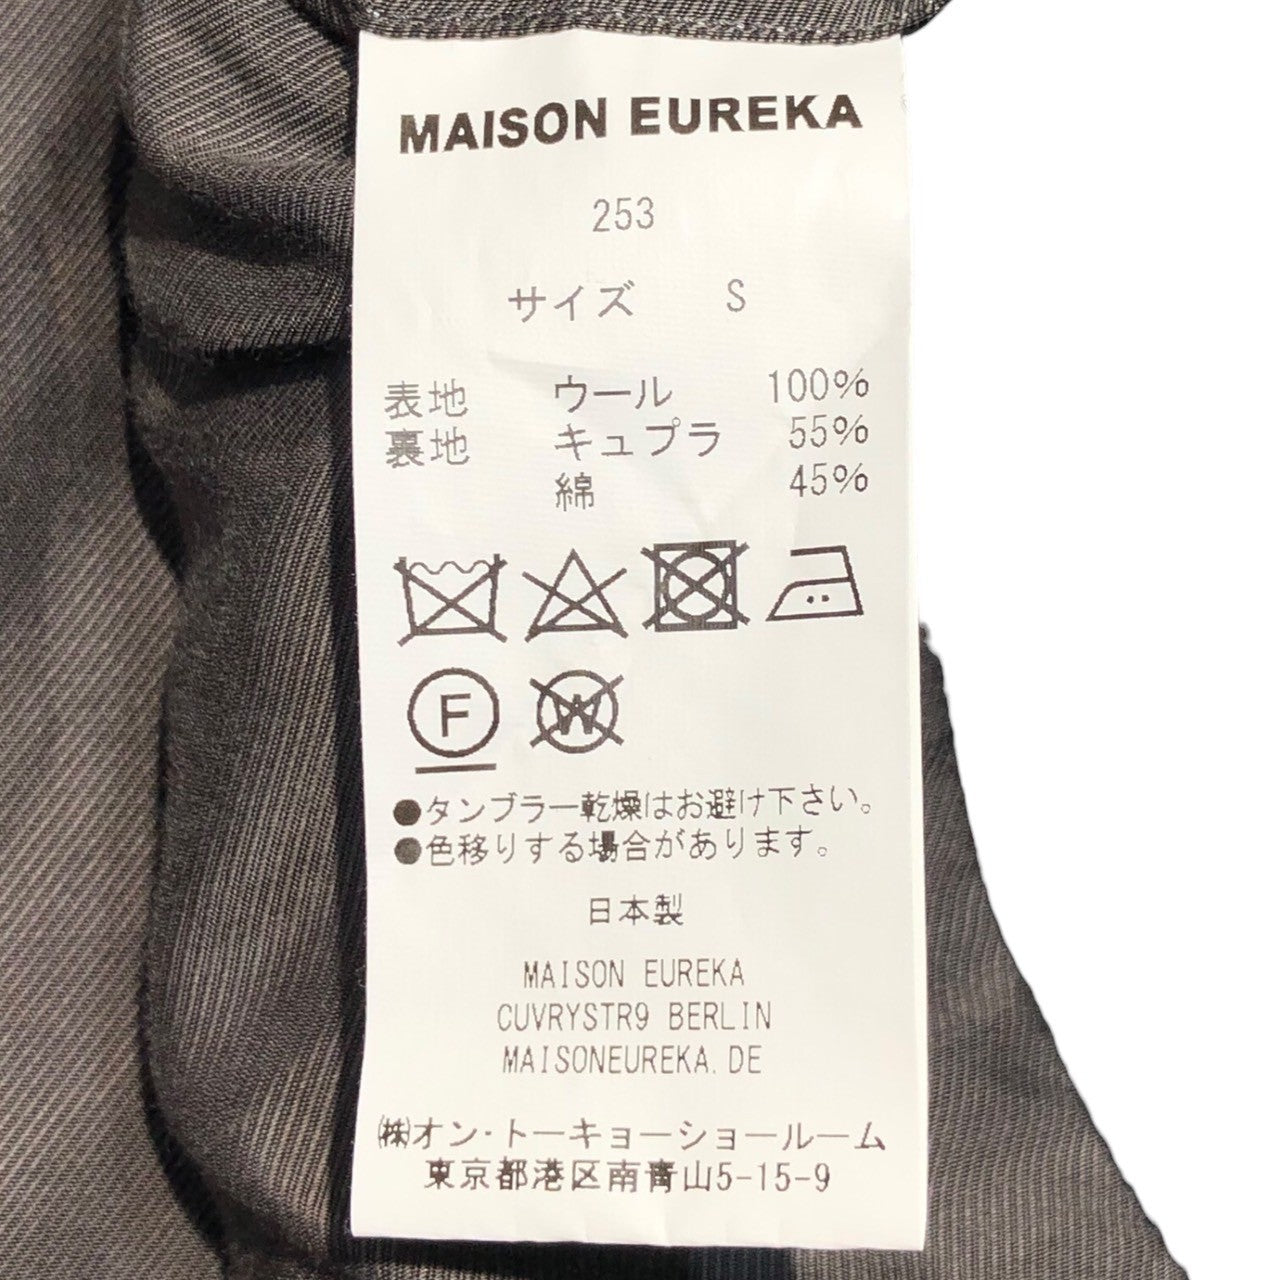 MAISON EUREKA
253
サイズ S
表地 ウール 100%
裏地 キュプラ 55%
綿 45%
F W
●タンブラー乾燥はお避け下さい。
●色移りする場合があります。
日本製
MAISON EUREKA
CUVRYSTR9 BERLIN
MAISONEUREKA.DE
㈱オン・トーキョーショールーム
東京都港区南青山5-15-9